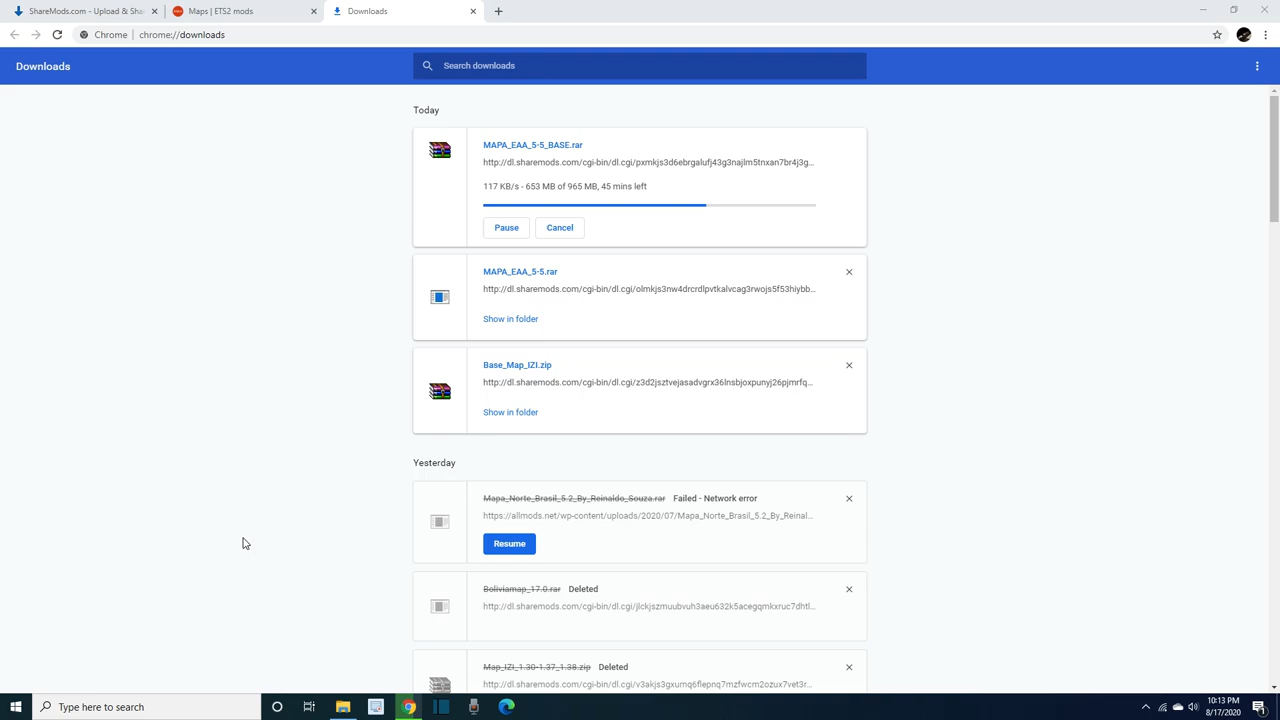 ShareMods.com - Upload & Sha
Maps | ETS2 mods
Downloads
Chrome | chrome://downloads
Downloads
Search downloads
Today
MAPA_EAA_5-5_BASE.rar
http://dl.sharemods.com/cgi-bin/dl.cgi/pxmkjs3d6ebrgalufj43g3najlm5tnxan7br4j3g...
117 KB/s - 653 MB of 965 MB, 45 mins left
Pause Cancel
MAPA_EAA_5-5.rar
http://dl.sharemods.com/cgi-bin/dl.cgi/olmkjs3nw4drcrdlpvtkalvcag3rwojs5f53hiybb...
Show in folder
Base_Map_IZI.zip
http://dl.sharemods.com/cgi-bin/dl.cgi/z3d2jsztvejasadvgrx36lnsbjoxpunyj26pjmrfq...
Show in folder
Yesterday
Mapa_Norte_Brasil_5.2_By_Reinaldo_Souza.rar Failed - Network error
https://allmods.net/wp-content/uploads/2020/07/Mapa_Norte_Brasil_5.2_By_Reinal...
Resume
Boliviamap_17.0.rar Deleted
http://dl.sharemods.com/cgi-bin/dl.cgi/jlckjszmuubvuh3aeu632k5acegqmkxruc7dhtl...
Map_IZI_1.30-1.37_1.38.zip Deleted
http://dl.sharemods.com/cgi-bin/dl.cgi/v3akjs3gxumq6flepnq7mzfwcm2ozux7vet3r...
Type here to search
10:13 PM
8/17/2020